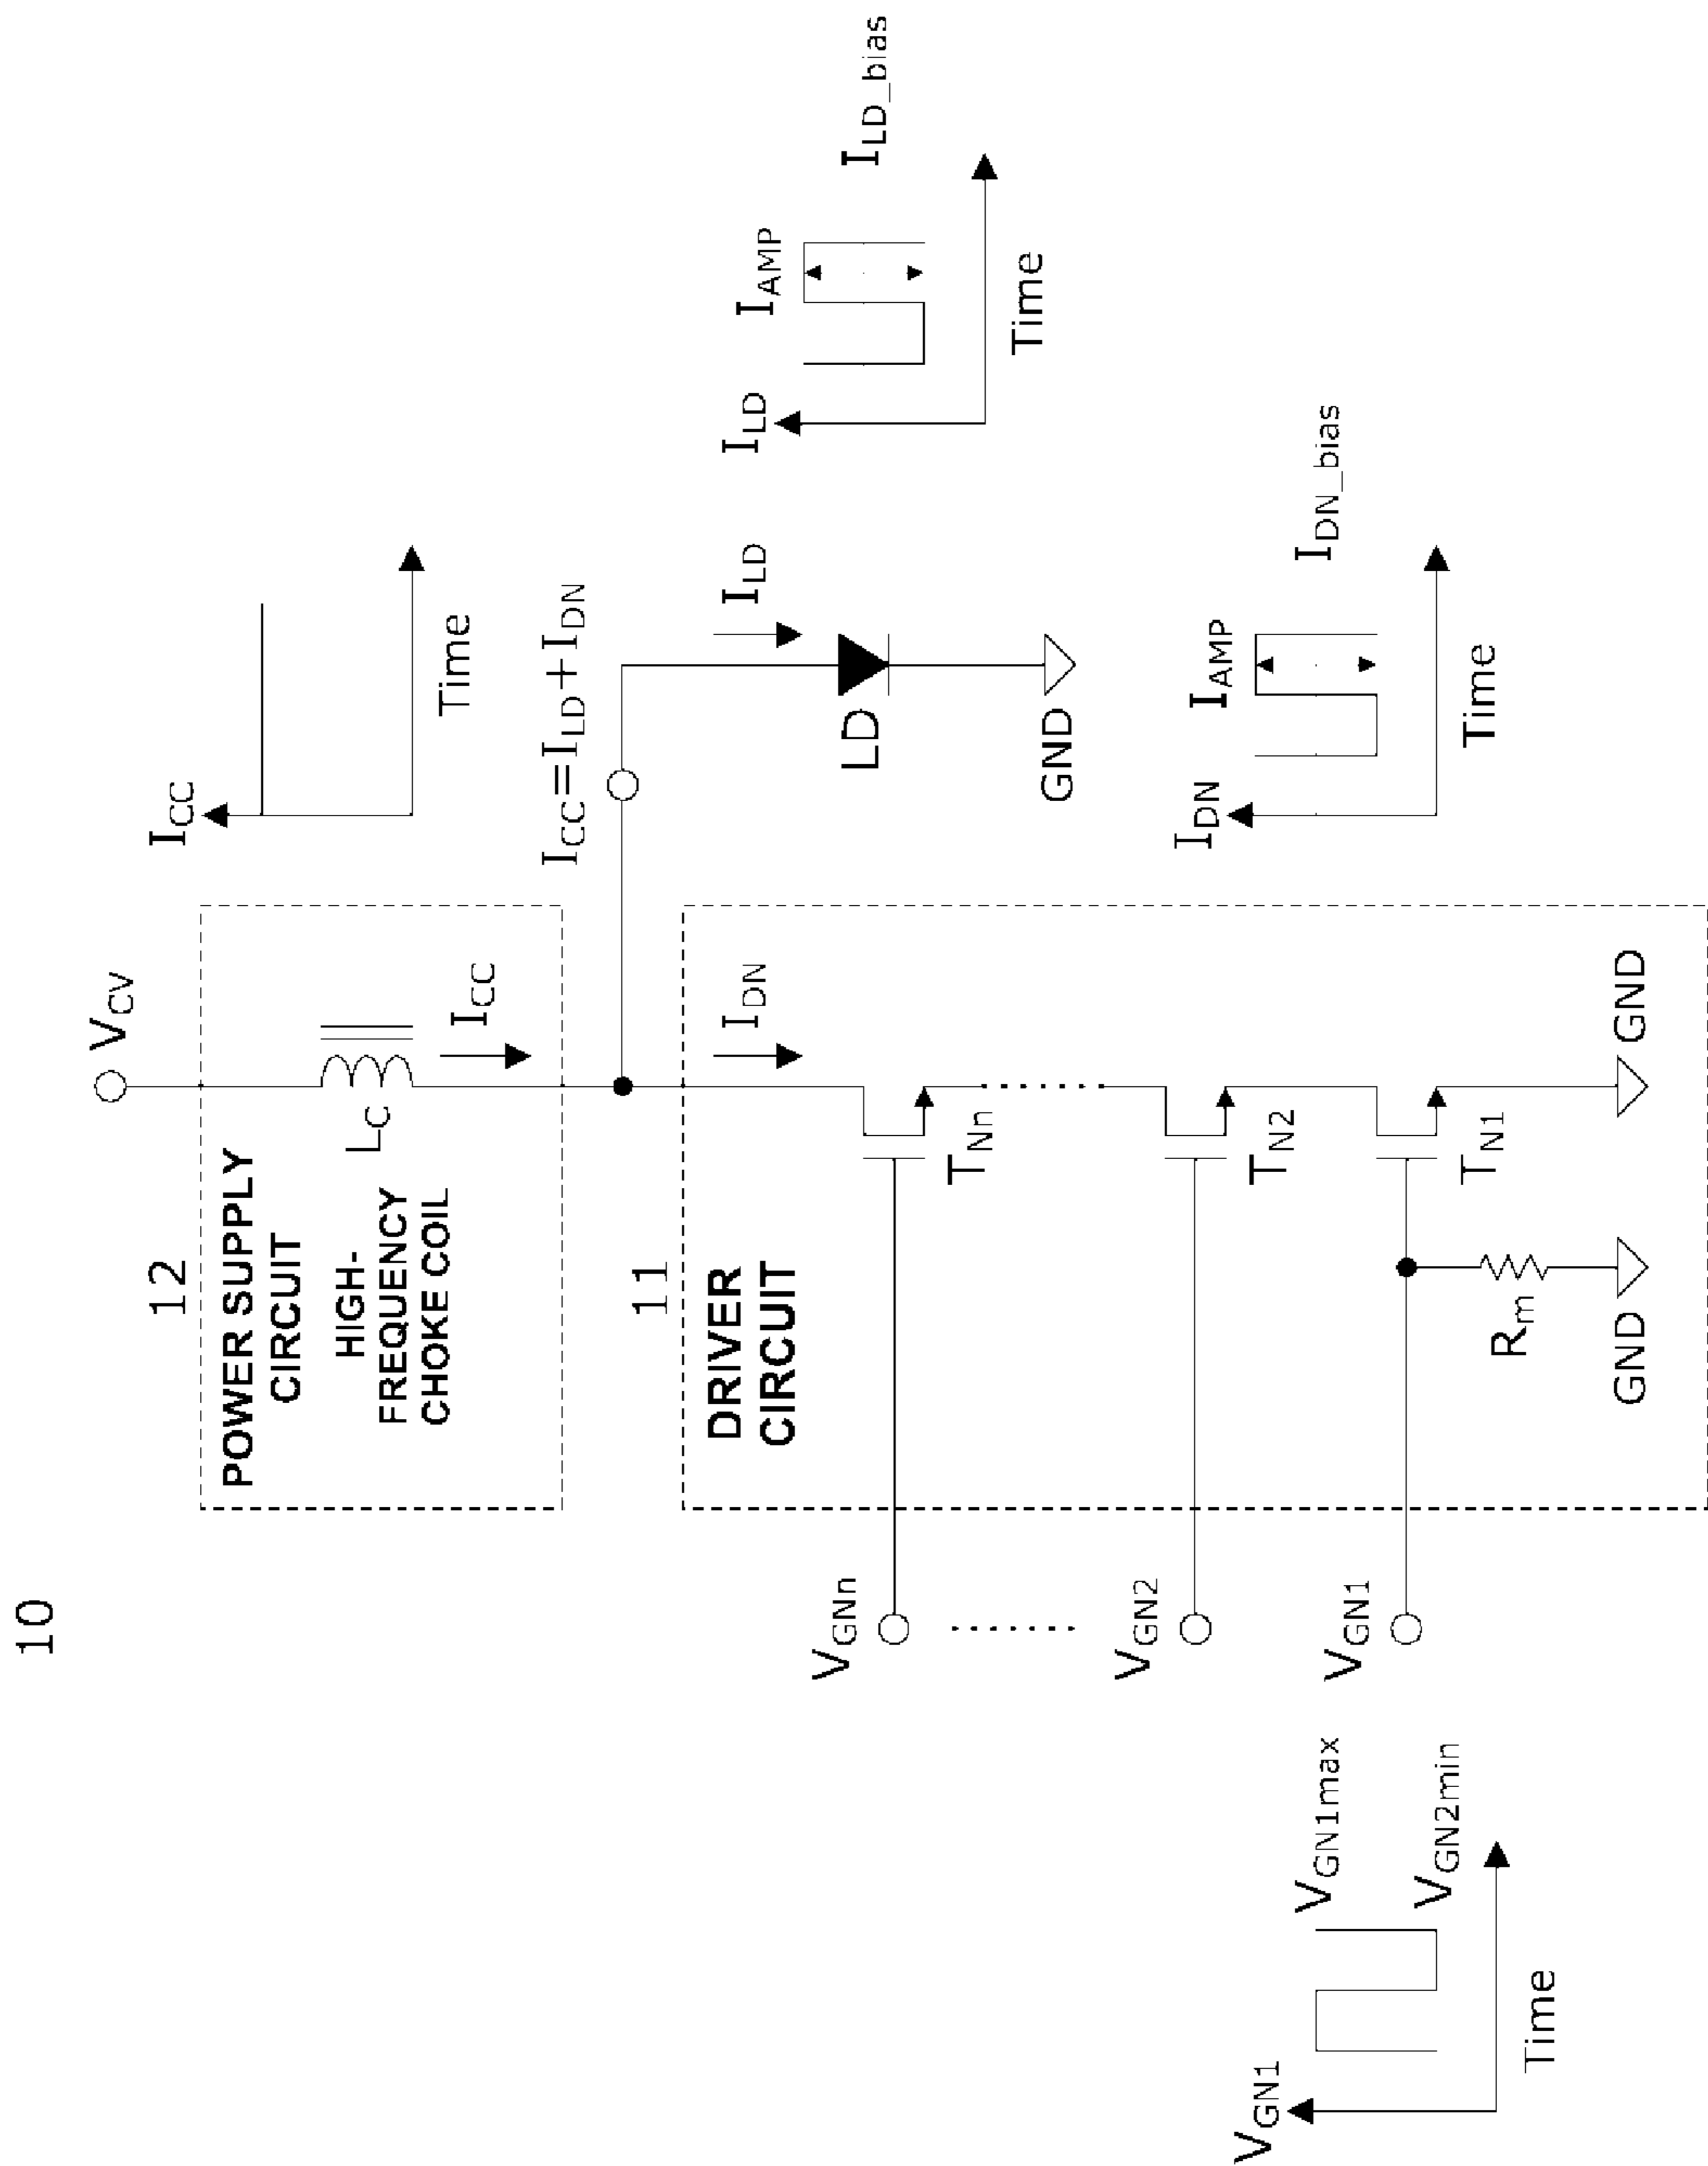 10
V_CV
12
POWER SUPPLY
CIRCUIT
HIGH-
FREQUENCY
CHOKE COIL
L_C
I_CC
I_CC
Time
I_CC=I_LD+I_DN
11
DRIVER
CIRCUIT
I_DN
I_LD
LD
GND
I_LD
I_AMP
I_LD_bias
Time
V_GNn
T_Nn
V_GN2
T_N2
V_GN1
T_N1
R_m
GND
GND
I_DN
I_AMP
I_DN_bias
Time
V_GN1
V_GN1max
V_GN2min
Time